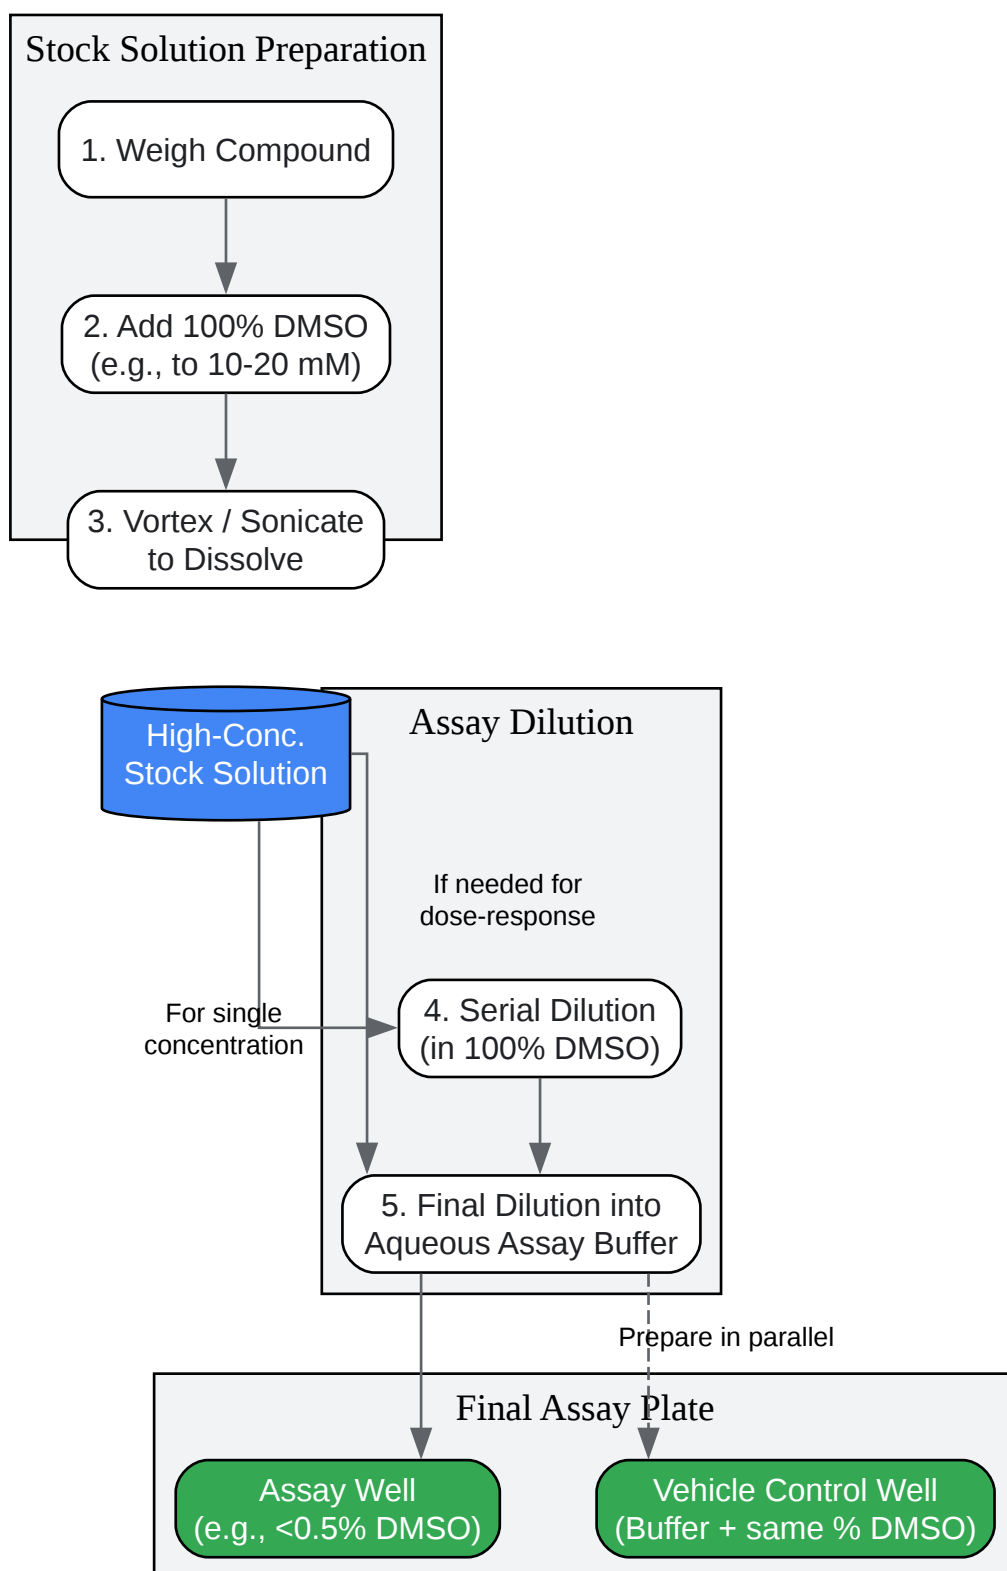 Stock Solution Preparation
1. Weigh Compound
2. Add 100% DMSO
(e.g., to 10-20 mM)
3. Vortex / Sonicate
to Dissolve
High-Conc.
Stock Solution
Assay Dilution
If needed for
dose-response
For single
concentration
4. Serial Dilution
(in 100% DMSO)
5. Final Dilution into
Aqueous Assay Buffer
Prepare in parallel
Final Assay Plate
Assay Well
(e.g., <0.5% DMSO)
Vehicle Control Well
(Buffer + same % DMSO)